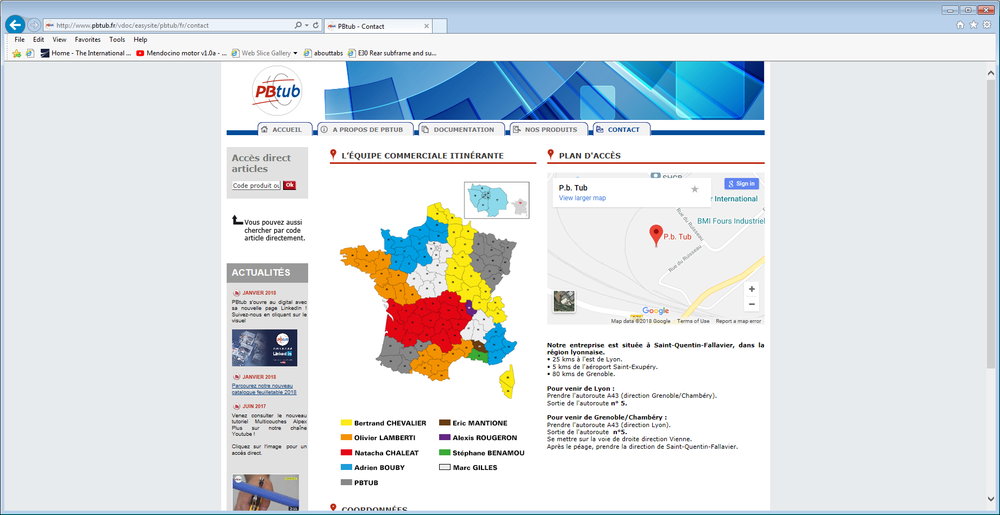 http://www.pbtub.fr/vdoc/easysite/pbtub/fr/contact
PBtub - Contact
File Edit View Favorites Tools Help
Home - The International ...
Mendocino motor v1.0a - ...
Web Slice Gallery
abouttabs
E30 Rear subframe and su...
PBtub
ACCUEIL
A PROPOS DE PBTUB
DOCUMENTATION
NOS PRODUITS
CONTACT
Accès direct
articles
Code produit ou
Ok
Vous pouvez aussi
chercher par code
article directement.
ACTUALITÉS
JANVIER 2018
PBtub s'ouvre au digital avec
sa nouvelle page LinkedIn !
Suivez-nous en cliquant sur le
visuel
PBtub
Linked in
JANVIER 2018
Parcourez notre nouveau
catalogue feuilletable 2018
JUIN 2017
Venez consulter le nouveau
tutoriel Multicouches Alpex
Plus sur notre chaîne
Youtube !
Cliquez sur l'image pour un
accès direct.
2:55
L'ÉQUIPE COMMERCIALE ITINÉRANTE
Bertrand CHEVALIER
Olivier LAMBERTI
Natacha CHALEAT
Adrien BOUBY
PBTUB
Eric MANTIONE
Alexis ROUGERON
Stéphane BENAMOU
Marc GILLES
COORDONNÉES
PLAN D'ACCÈS
SHCB
P.b. Tub
View larger map
Sign in
r International
BMI Fours Industriel
Rue du Ruisseau
P.b. Tub
Rue du Ruisseau
Google
Map data ©2018 Google Terms of Use Report a map error
Notre entreprise est située à Saint-Quentin-Fallavier, dans la
région lyonnaise.
• 25 kms à l'est de Lyon.
• 5 kms de l'aéroport Saint-Exupéry.
• 80 kms de Grenoble.
Pour venir de Lyon :
Prendre l'autoroute A43 (direction Grenoble/Chambéry).
Sortie de l'autoroute n° 5.
Pour venir de Grenoble/Chambéry :
Prendre l'autoroute A43 (direction Lyon).
Sortie de l'autoroute n°5.
Se mettre sur la voie de droite direction Vienne.
Après le péage, prendre la direction de Saint-Quentin-Fallavier.